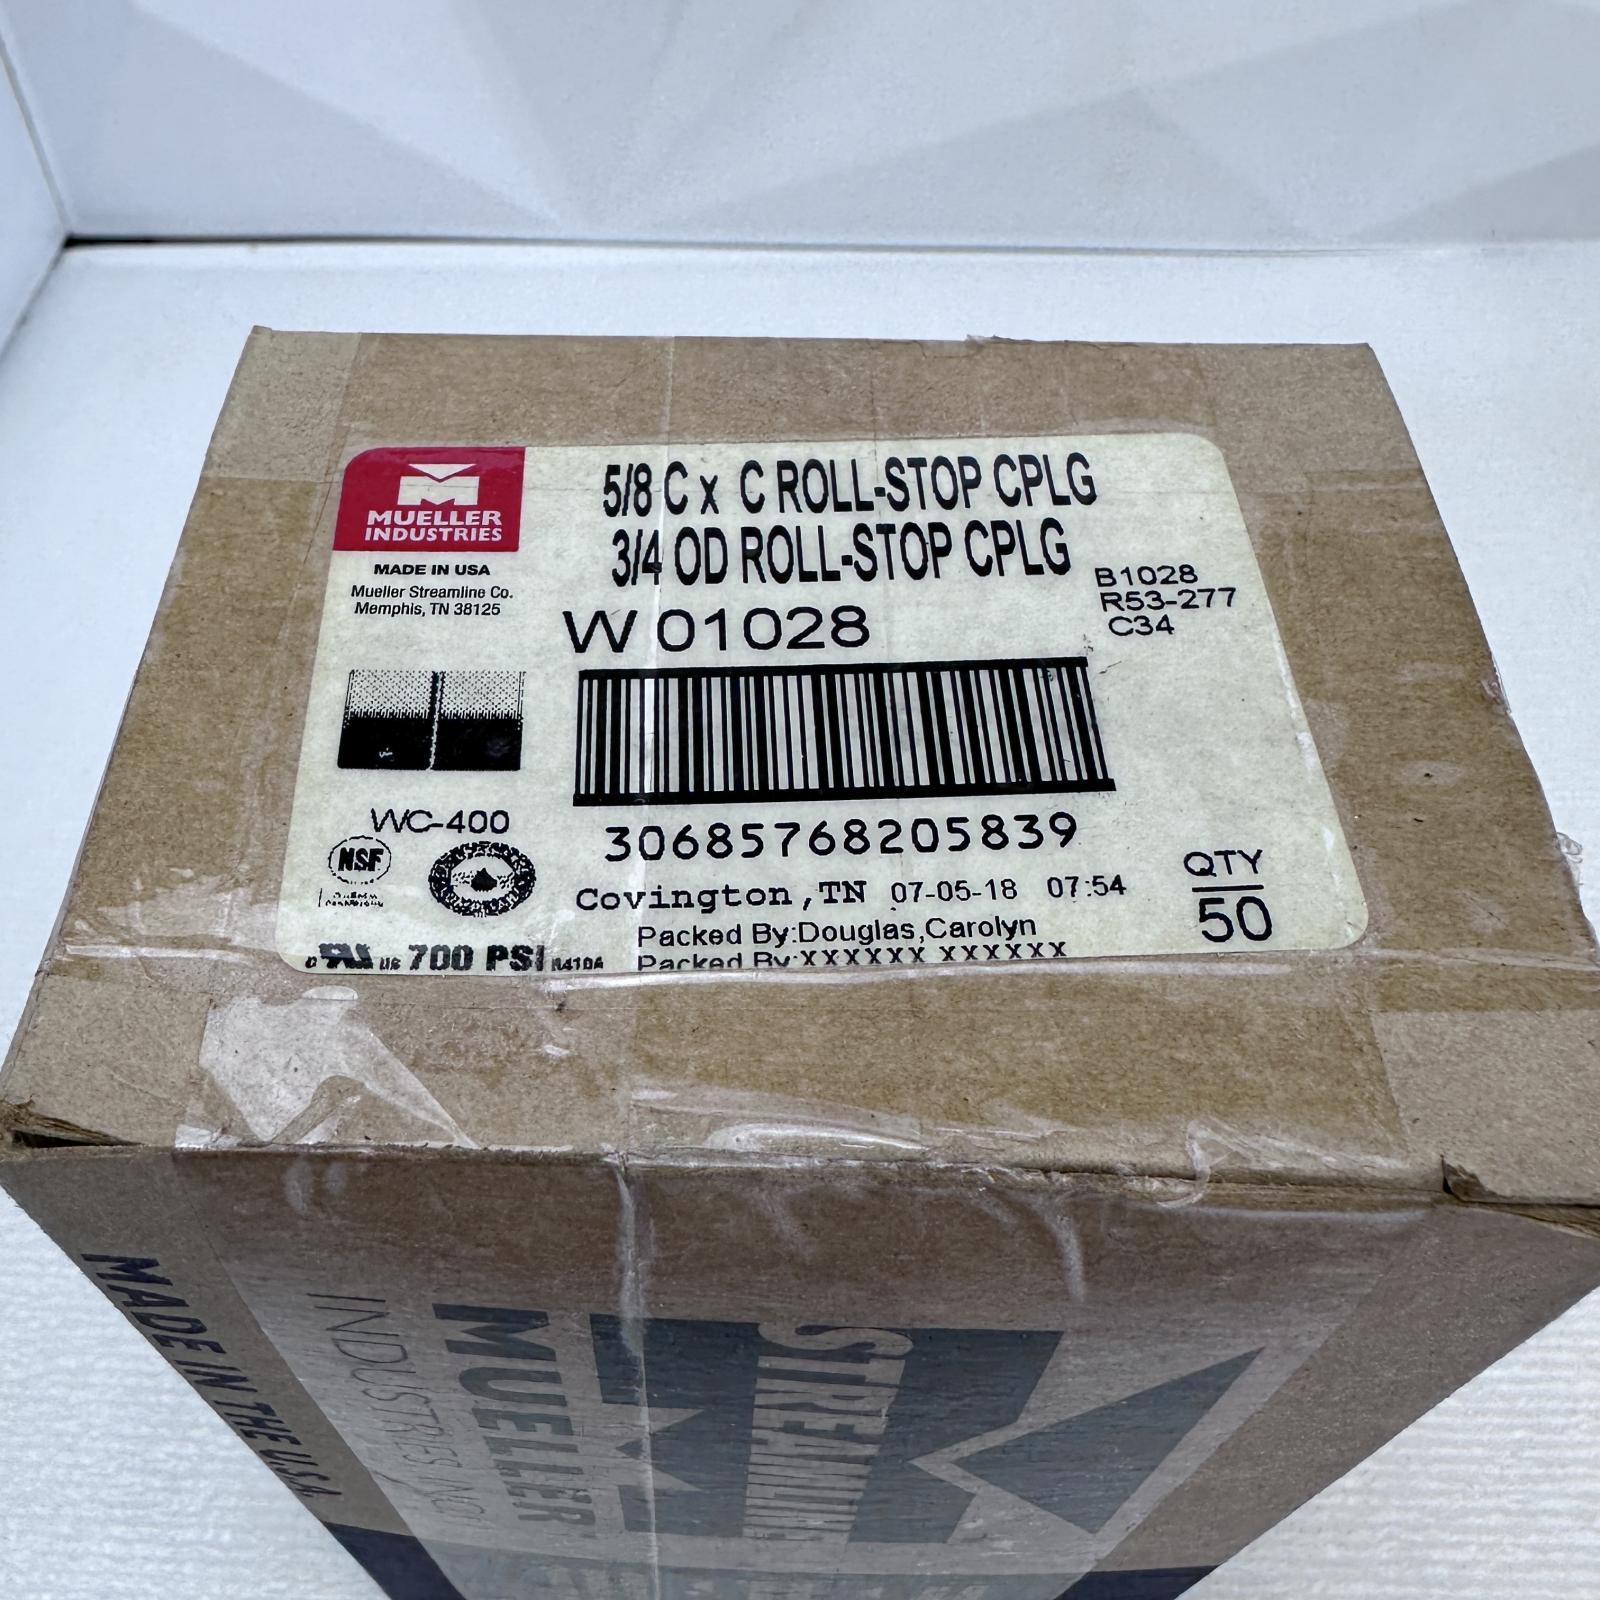 MUELLER
INDUSTRIES
MADE IN USA
Mueller Streamline Co.
Memphis, TN 38125
5/8 C x C ROLL-STOP CPLG
3/4 OD ROLL-STOP CPLG
W 01028
B1028
R53-277
C34
WC-400
NSF
30685768205839
Covington,TN 07-05-18 07:54
Packed By:Douglas,Carolyn
Packed By:XXXXXX XXXXXX
QTY
50
c UL us 700 PSI R410A
MADE IN THE U.S.A.
MUELLER
INDUSTRIES, INC.
STREAMLINE